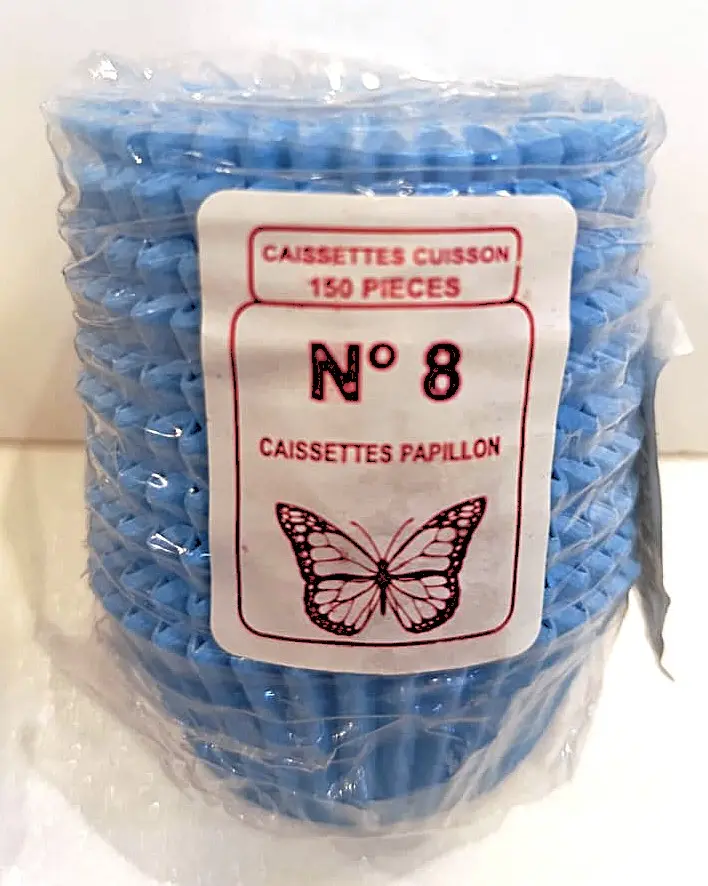 CAISSETTES CUISSON
150 PIECES
N° 8
CAISSETTES PAPILLON